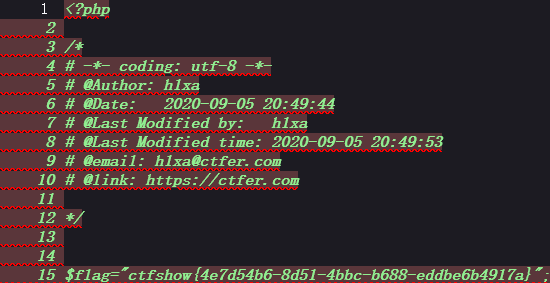 1 <?php
2
3 /*
4 # -*- coding: utf-8 -*-
5 # @Author: h1xa
6 # @Date:   2020-09-05 20:49:44
7 # @Last Modified by:   h1xa
8 # @Last Modified time: 2020-09-05 20:49:53
9 # @email: h1xa@ctfer.com
10 # @link: https://ctfer.com
11
12 */
13
14
15 $flag="ctfshow{4e7d54b6-8d51-4bbc-b688-eddbe6b4917a}";